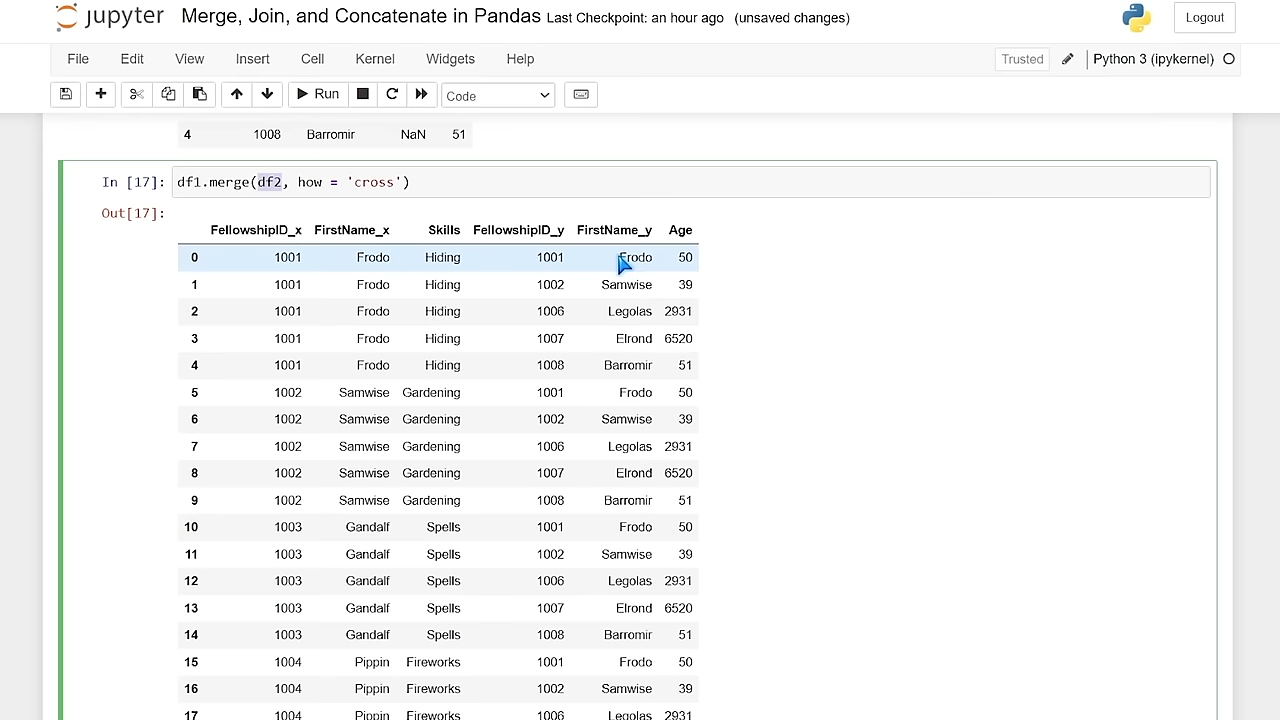 jupyter Merge, Join, and Concatenate in Pandas Last Checkpoint: an hour ago (unsaved changes) Logout
File Edit View Insert Cell Kernel Widgets Help Trusted Python 3 (ipykernel)
Run Code
4 1008 Barromir NaN 51
In [17]: df1.merge(df2, how = 'cross')
Out[17]:
FellowshipID_x FirstName_x Skills FellowshipID_y FirstName_y Age
0 1001 Frodo Hiding 1001 Frodo 50
1 1001 Frodo Hiding 1002 Samwise 39
2 1001 Frodo Hiding 1006 Legolas 2931
3 1001 Frodo Hiding 1007 Elrond 6520
4 1001 Frodo Hiding 1008 Barromir 51
5 1002 Samwise Gardening 1001 Frodo 50
6 1002 Samwise Gardening 1002 Samwise 39
7 1002 Samwise Gardening 1006 Legolas 2931
8 1002 Samwise Gardening 1007 Elrond 6520
9 1002 Samwise Gardening 1008 Barromir 51
10 1003 Gandalf Spells 1001 Frodo 50
11 1003 Gandalf Spells 1002 Samwise 39
12 1003 Gandalf Spells 1006 Legolas 2931
13 1003 Gandalf Spells 1007 Elrond 6520
14 1003 Gandalf Spells 1008 Barromir 51
15 1004 Pippin Fireworks 1001 Frodo 50
16 1004 Pippin Fireworks 1002 Samwise 39
17 1004 Pippin Fireworks 1006 Legolas 2931